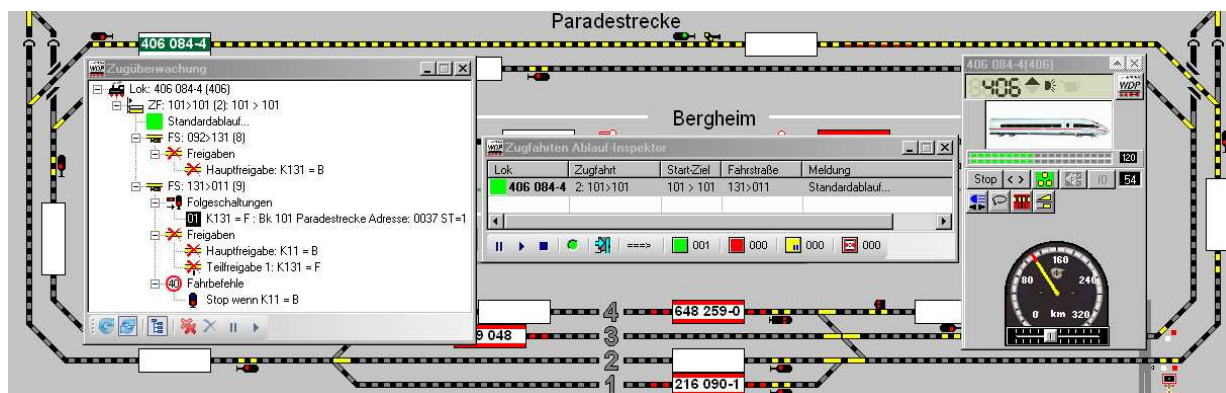 Paradestrecke
406 084-4
WDP Zugüberwachung
Lok: 406 084-4 (406)
ZF: 101>101 (2): 101 > 101
Standardablauf...
FS: 092>131 (8)
Freigaben
Hauptfreigabe: K11 = B
FS: 131>011 (9)
Folgeschaltungen
01 K131 = F : Bk 101 Paradestrecke Adresse: 0037 ST=1
Freigaben
Hauptfreigabe: K11 = B
Teilfreigabe 1: K131 = F
40 Fahrbefehle
Stop wenn K11 = B
Bergheim
WDP Zugfahrten Ablauf-Inspektor
Lok Zugfahrt Start-Ziel Fahrstraße Meldung
406 084-4 2: 101>101 101 > 101 131>011 Standardablauf...
===> 001 000 000 000
406 084-4(406)
406 WDP
120
Stop < > f0 54
160
80 240
0 km 320
4 648 259-0
9 048 3
2
1 216 090-1